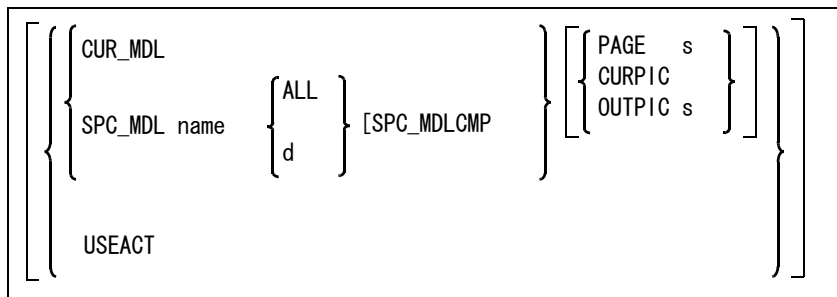 CUR_MDL
SPC_MDL name { ALL d } [SPC_MDLCMP
PAGE s
CURPIC
OUTPIC s
USEACT